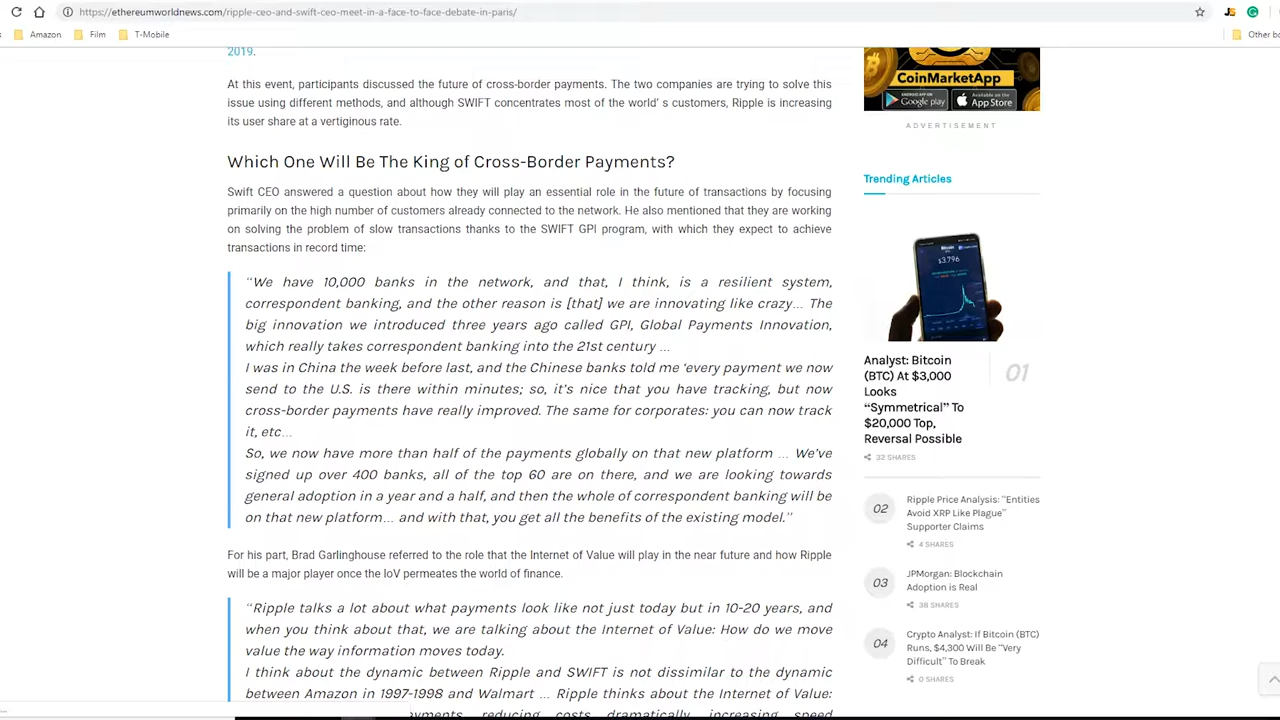 https://ethereumworldnews.com/ripple-ceo-and-swift-ceo-meet-in-a-face-to-face-debate-in-paris/
Amazon
Film
T-Mobile
2019.
At this event, participants discussed the future of cross-border payments. The two companies are trying to solve this
issue using different methods, and although SWIFT concentrates most of the world' s customers, Ripple is increasing
its user share at a vertiginous rate.
Which One Will Be The King of Cross-Border Payments?
Swift CEO answered a question about how they will play an essential role in the future of transactions by focusing
primarily on the high number of customers already connected to the network. He also mentioned that they are working
on solving the problem of slow transactions thanks to the SWIFT GPI program, with which they expect to achieve
transactions in record time:
We have 10,000 banks in the network, and that, I think, is a resilient system,
correspondent banking, and the other reason is [that] we are innovating like crazy... The
big innovation we introduced three years ago called GPI, Global Payments Innovation,
which really takes correspondent banking into the 21st century ...
I was in China the week before last, and the Chinese banks told me ‘every payment we now
send to the U.S. is there within minutes; so, it's nice that you have tracking, but now
cross-border payments have really improved. The same for corporates: you can now track
it, etc...
So, we now have more than half of the payments globally on that new platform ... We've
signed up over 400 banks, all of the top 60 are on there, and we are looking towards
general adoption in a year and a half, and then the whole of correspondent banking will be
on that new platform... and with that, you get all the benefits of the existing model.”
For his part, Brad Garlinghouse referred to the role that the Internet of Value will play in the near future and how Ripple
will be a major player once the IoV permeates the world of finance.
“Ripple talks a lot about what payments look like not just today but in 10-20 years, and
when you think about that, we are talking about the Internet of Value: How do we move
value the way information moves today.
I think about the dynamic between Ripple and SWIFT is not dissimilar to the dynamic
between Amazon in 1997-1998 and Walmart ... Ripple thinks about the Internet of Value:
payments, reducing costs dramatically, increasing speed
CoinMarketApp
Google play
Available on the
App Store
ADVERTISEMENT
Trending Articles
$3,796
Analyst: Bitcoin
(BTC) At $3,000
Looks
“Symmetrical” To
$20,000 Top,
Reversal Possible
01
32 SHARES
02
Ripple Price Analysis: “Entities
Avoid XRP Like Plague”
Supporter Claims
4 SHARES
03
JPMorgan: Blockchain
Adoption is Real
38 SHARES
04
Crypto Analyst: If Bitcoin (BTC)
Runs, $4,300 Will Be “Very
Difficult” To Break
0 SHARES